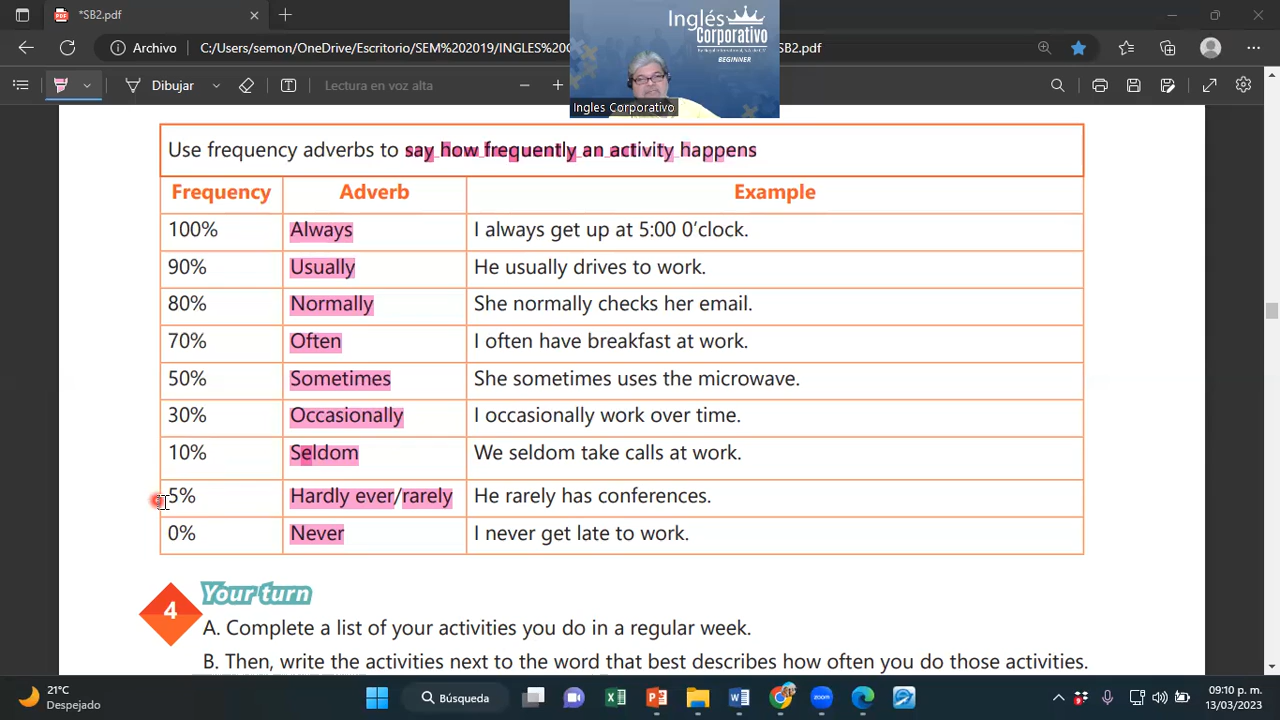 *SB2.pdf
Archivo C:/Users/semon/OneDrive/Escritorio/SEM%202019/INGLES%20 SB2.pdf
Dibujar Lectura en voz alta
Inglés
Corporativo
BEGINNER
Ingles Corporativo
Use frequency adverbs to say how frequently an activity happens
Frequency Adverb Example
100% Always I always get up at 5:00 0’clock.
90% Usually He usually drives to work.
80% Normally She normally checks her email.
70% Often I often have breakfast at work.
50% Sometimes She sometimes uses the microwave.
30% Occasionally I occasionally work over time.
10% Seldom We seldom take calls at work.
5% Hardly ever/rarely He rarely has conferences.
0% Never I never get late to work.
4 Your turn
A. Complete a list of your activities you do in a regular week.
B. Then, write the activities next to the word that best describes how often you do those activities.
21°C
Despejado
Búsqueda
09:10 p. m.
13/03/2023